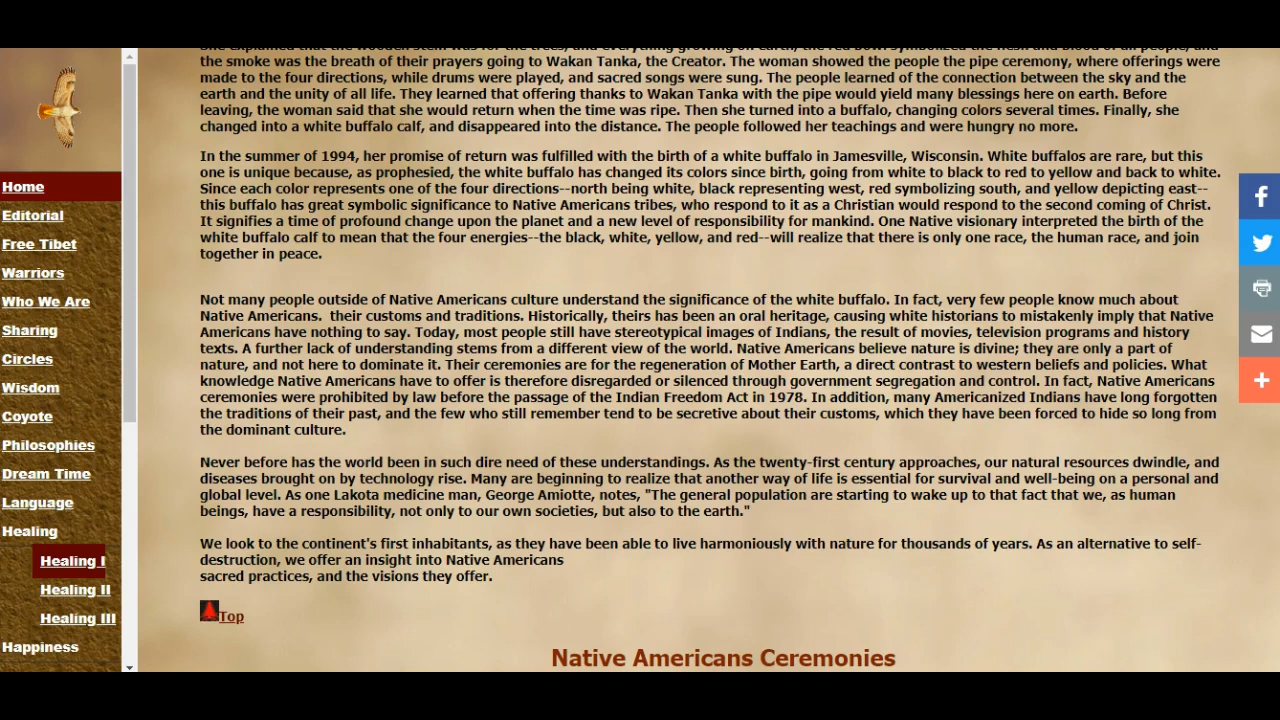 Home
Editorial
Free Tibet
Warriors
Who We Are
Sharing
Circles
Wisdom
Coyote
Philosophies
Dream Time
Language
Healing
Healing I
Healing II
Healing III
Happiness
the smoke was the breath of their prayers going to Wakan Tanka, the Creator. The woman showed the people the pipe ceremony, where offerings were
made to the four directions, while drums were played, and sacred songs were sung. The people learned of the connection between the sky and the
earth and the unity of all life. They learned that offering thanks to Wakan Tanka with the pipe would yield many blessings here on earth. Before
leaving, the woman said that she would return when the time was ripe. Then she turned into a buffalo, changing colors several times. Finally, she
changed into a white buffalo calf, and disappeared into the distance. The people followed her teachings and were hungry no more.
In the summer of 1994, her promise of return was fulfilled with the birth of a white buffalo in Jamesville, Wisconsin. White buffalos are rare, but this
one is unique because, as prophesied, the white buffalo has changed its colors since birth, going from white to black to red to yellow and back to white.
Since each color represents one of the four directions--north being white, black representing west, red symbolizing south, and yellow depicting east--
this buffalo has great symbolic significance to Native Americans tribes, who respond to it as a Christian would respond to the second coming of Christ.
It signifies a time of profound change upon the planet and a new level of responsibility for mankind. One Native visionary interpreted the birth of the
white buffalo calf to mean that the four energies--the black, white, yellow, and red--will realize that there is only one race, the human race, and join
together in peace.
Not many people outside of Native Americans culture understand the significance of the white buffalo. In fact, very few people know much about
Native Americans.  their customs and traditions. Historically, theirs has been an oral heritage, causing white historians to mistakenly imply that Native
Americans have nothing to say. Today, most people still have stereotypical images of Indians, the result of movies, television programs and history
texts. A further lack of understanding stems from a different view of the world. Native Americans believe nature is divine; they are only a part of
nature, and not here to dominate it. Their ceremonies are for the regeneration of Mother Earth, a direct contrast to western beliefs and policies. What
knowledge Native Americans have to offer is therefore disregarded or silenced through government segregation and control. In fact, Native Americans
ceremonies were prohibited by law before the passage of the Indian Freedom Act in 1978. In addition, many Americanized Indians have long forgotten
the traditions of their past, and the few who still remember tend to be secretive about their customs, which they have been forced to hide so long from
the dominant culture.
Never before has the world been in such dire need of these understandings. As the twenty-first century approaches, our natural resources dwindle, and
diseases brought on by technology rise. Many are beginning to realize that another way of life is essential for survival and well-being on a personal and
global level. As one Lakota medicine man, George Amiotte, notes, "The general population are starting to wake up to that fact that we, as human
beings, have a responsibility, not only to our own societies, but also to the earth."
We look to the continent's first inhabitants, as they have been able to live harmoniously with nature for thousands of years. As an alternative to self-
destruction, we offer an insight into Native Americans
sacred practices, and the visions they offer.
Top
Native Americans Ceremonies